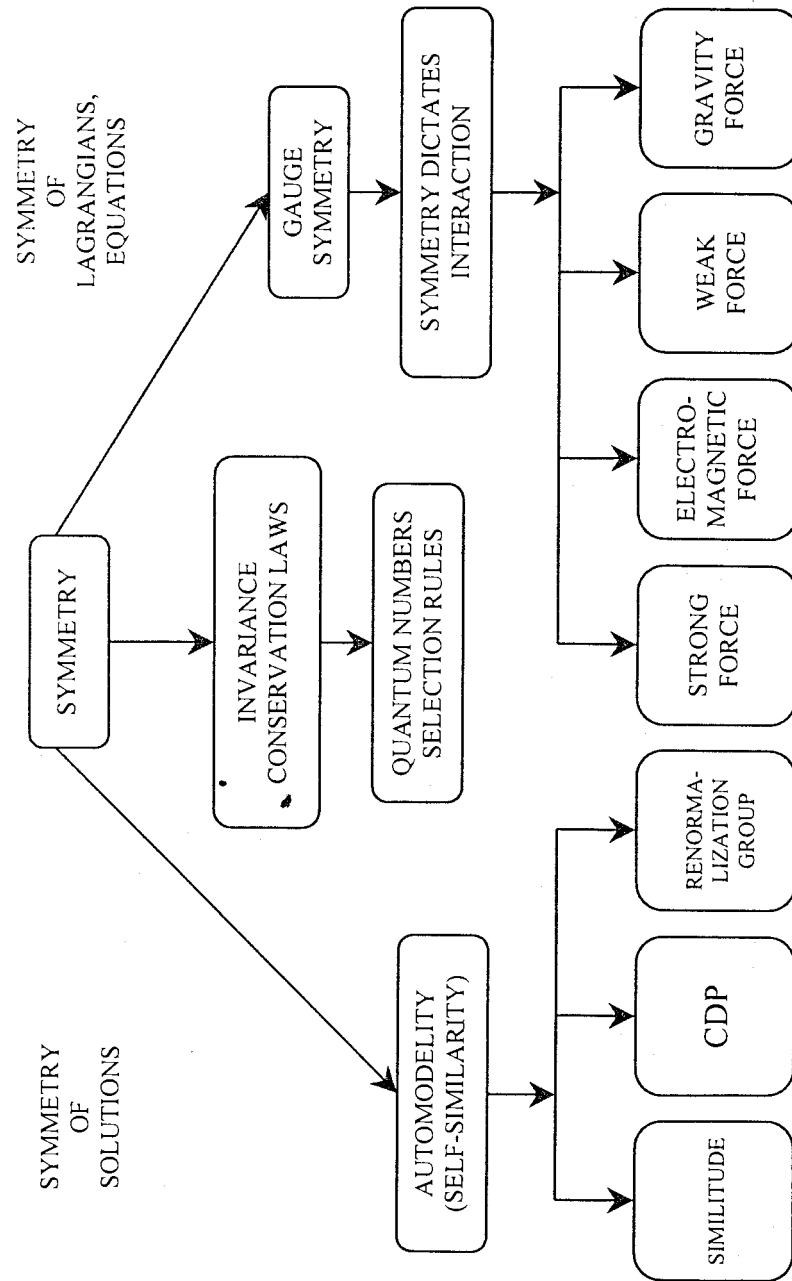 SYMMETRY
OF
SOLUTIONS
SYMMETRY
SYMMETRY
OF
LAGRANGIANS,
EQUATIONS
INVARIANCE
CONSERVATION LAWS
GAUGE
SYMMETRY
AUTOMODELITY
(SELF-SIMILARITY)
QUANTUM NUMBERS
SELECTION RULES
SYMMETRY DICTATES
INTERACTION
SIMILITUDE
CDP
RENORMA-
LIZATION
GROUP
STRONG
FORCE
ELECTRO-
MAGNETIC
FORCE
WEAK
FORCE
GRAVITY
FORCE